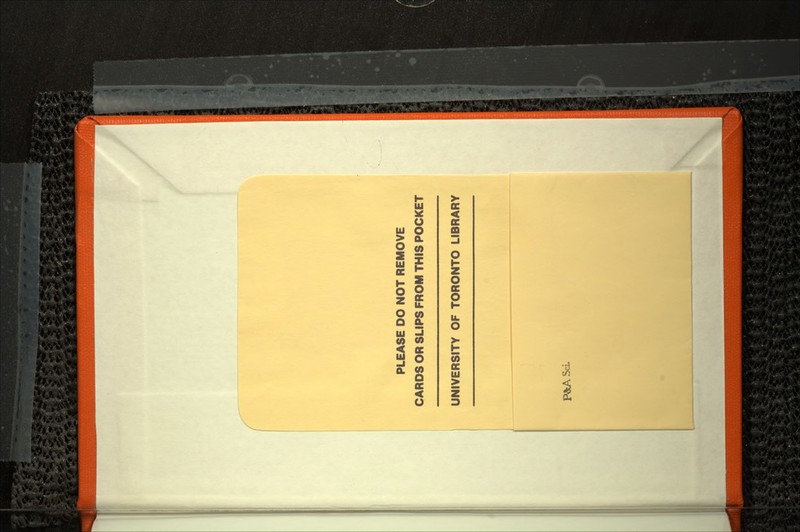 PLEASE DO NOT REMOVE
CARDS OR SLIPS FROM THIS POCKET
UNIVERSITY OF TORONTO LIBRARY
P&A Sci.